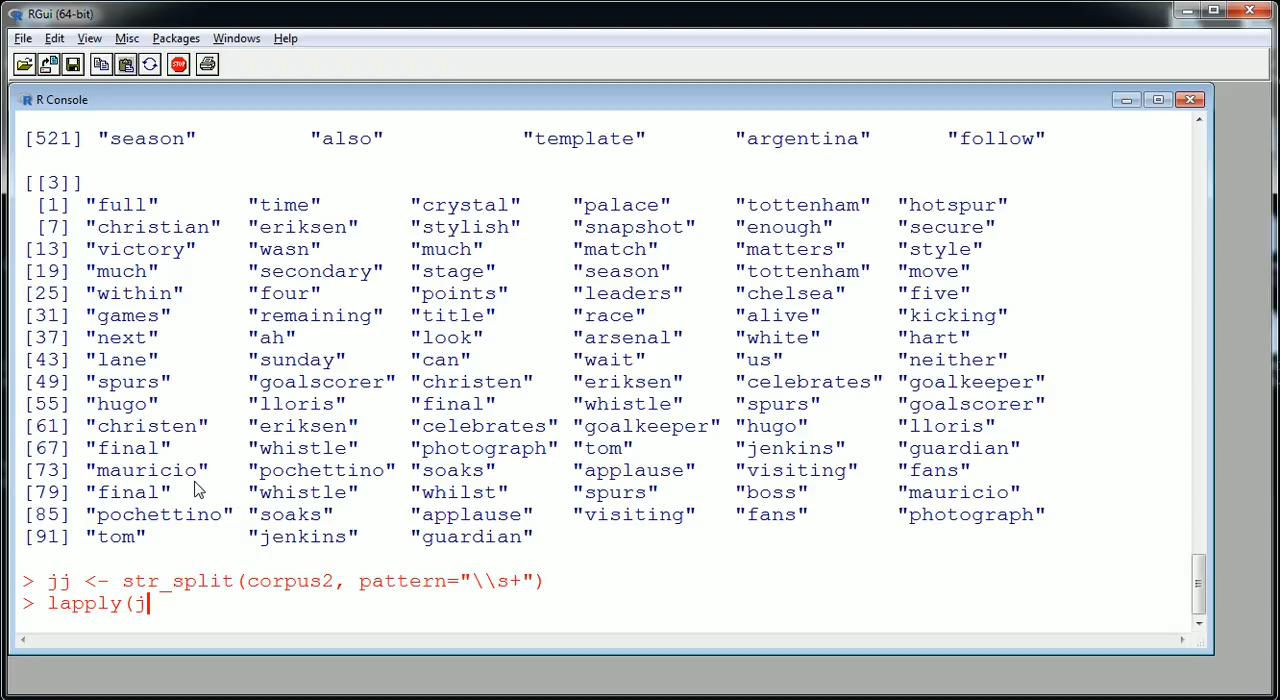 RGui (64-bit)
File Edit View Misc Packages Windows Help
STOP
R Console
[521] "season" "also" "template" "argentina" "follow"
[[3]]
[1] "full" "time" "crystal" "palace" "tottenham" "hotspur"
[7] "christian" "eriksen" "stylish" "snapshot" "enough" "secure"
[13] "victory" "wasn" "much" "match" "matters" "style"
[19] "much" "secondary" "stage" "season" "tottenham" "move"
[25] "within" "four" "points" "leaders" "chelsea" "five"
[31] "games" "remaining" "title" "race" "alive" "kicking"
[37] "next" "ah" "look" "arsenal" "white" "hart"
[43] "lane" "sunday" "can" "wait" "us" "neither"
[49] "spurs" "goalscorer" "christen" "eriksen" "celebrates" "goalkeeper"
[55] "hugo" "lloris" "final" "whistle" "spurs" "goalscorer"
[61] "christen" "eriksen" "celebrates" "goalkeeper" "hugo" "lloris"
[67] "final" "whistle" "photograph" "tom" "jenkins" "guardian"
[73] "mauricio" "pochettino" "soaks" "applause" "visiting" "fans"
[79] "final" "whistle" "whilst" "spurs" "boss" "mauricio"
[85] "pochettino" "soaks" "applause" "visiting" "fans" "photograph"
[91] "tom" "jenkins" "guardian"
> jj <- str_split(corpus2, pattern="\\s+")
> lapply(j